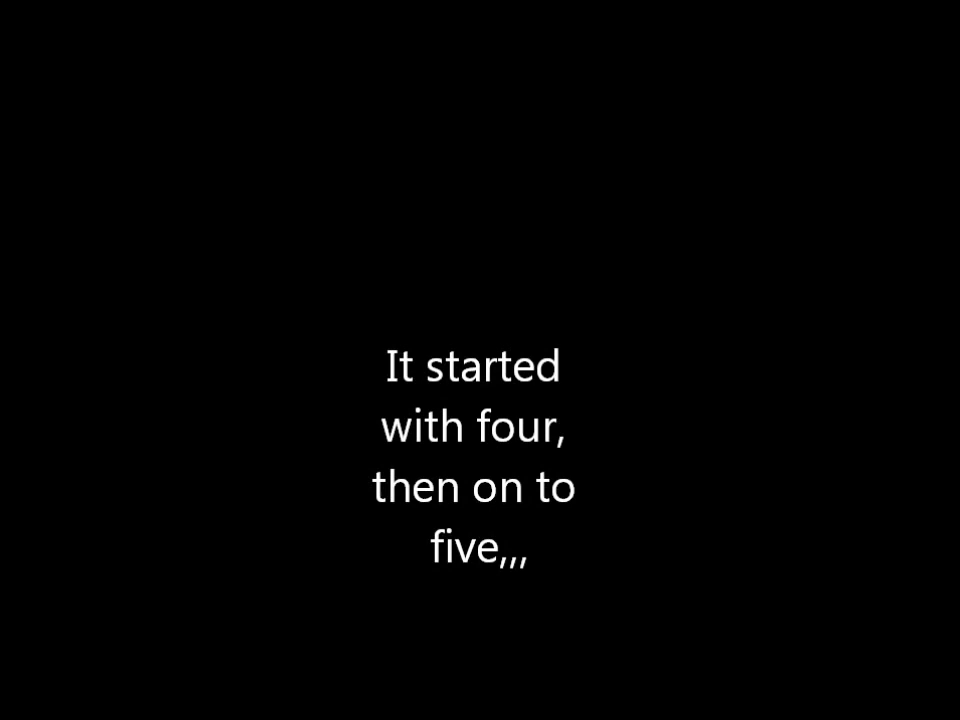 It started
with four,
then on to
five,,,